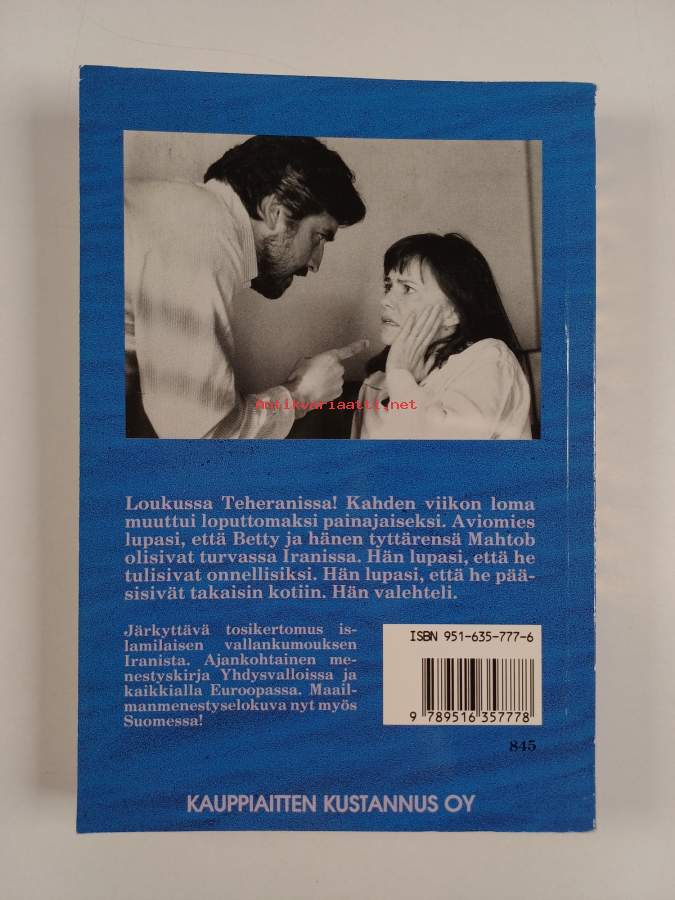 Antikvariaatti.net
Loukussa Teheranissa! Kahden viikon loma
muuttui loputtomaksi painajaiseksi. Aviomies
lupasi, että Betty ja hänen tyttärensä Mahtob
olisivat turvassa Iranissa. Hän lupasi, että he
tulisivat onnellisiksi. Hän lupasi, että he pää-
sisivät takaisin kotiin. Hän valehteli.
Järkyttävä tosikertomus is-
lamilaisen vallankumouksen
Iranista. Ajankohtainen me-
nestyskirja Yhdysvalloissa ja
kaikkialla Euroopassa. Maail-
manmenestyselokuva nyt myös
Suomessa!
ISBN 951-635-777-6
9 789516 357778
845
KAUPPIAITTEN KUSTANNUS OY